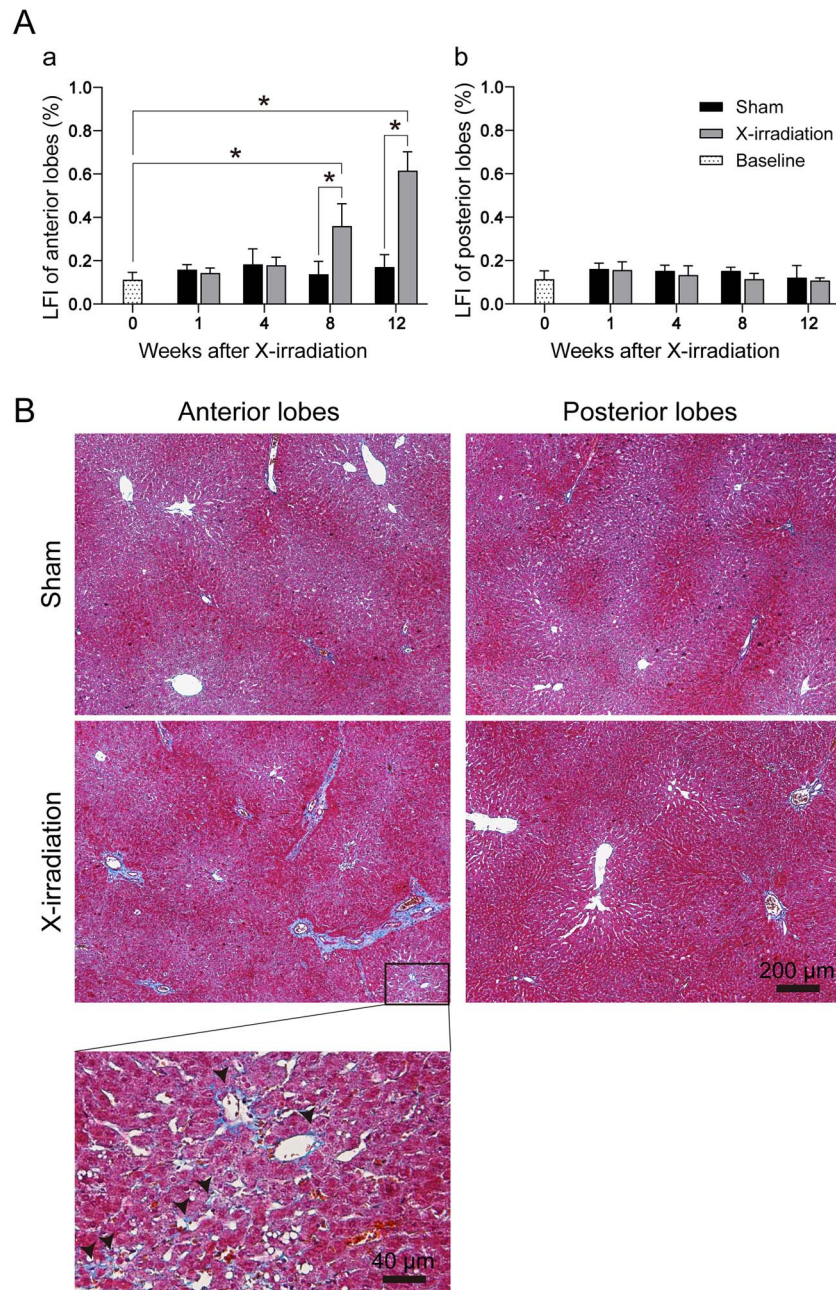 A
a
b
LFI of anterior lobes (%)
1.0
0.8
0.6
0.4
0.2
0.0
*
*
*
*
0 1 4 8 12
Weeks after X-irradiation
LFI of posterior lobes (%)
1.0
0.8
0.6
0.4
0.2
0.0
Sham
X-irradiation
Baseline
0 1 4 8 12
Weeks after X-irradiation
B
Anterior lobes
Posterior lobes
Sham
X-irradiation
200 µm
40 µm